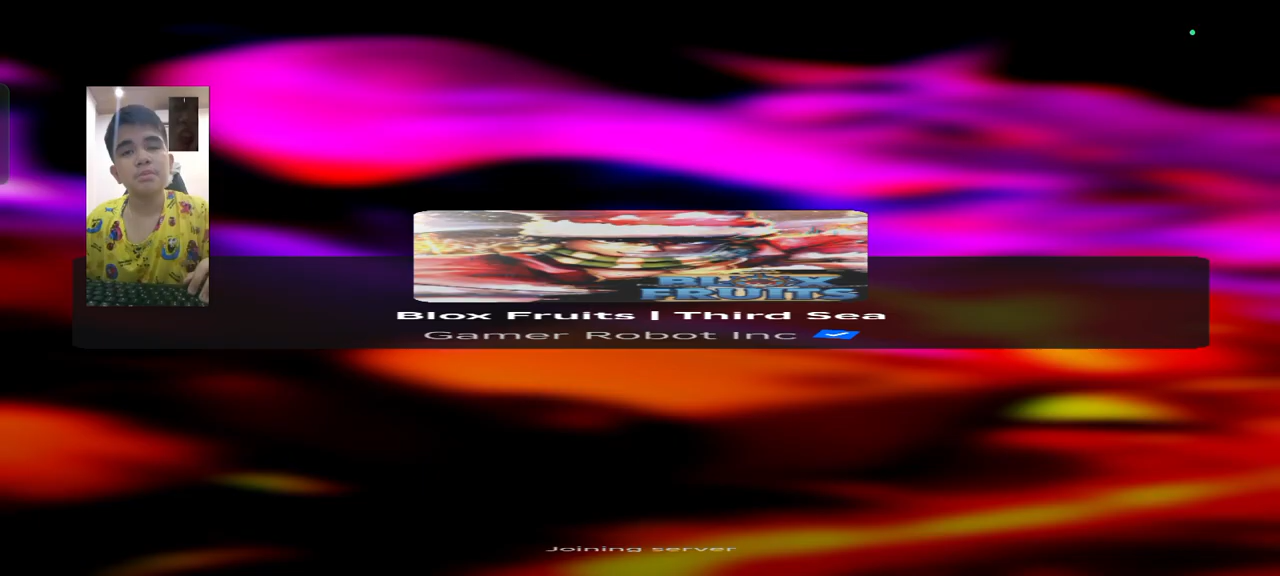 BLOX
FRUITS
Blox Fruits | Third Sea
Gamer Robot Inc
Joining server